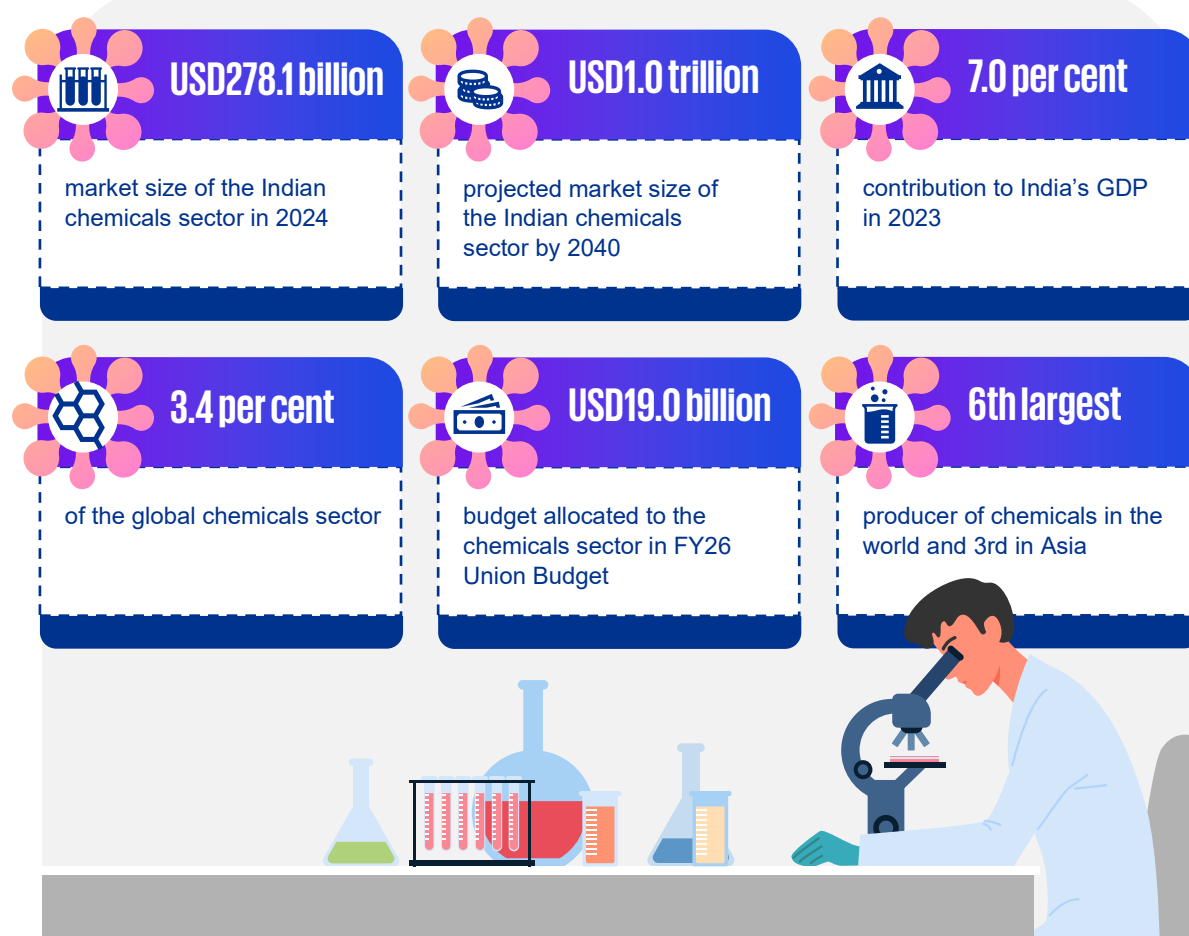 USD278.1 billion
market size of the Indian
chemicals sector in 2024
USD1.0 trillion
projected market size of
the Indian chemicals
sector by 2040
7.0 per cent
contribution to India’s GDP
in 2023
3.4 per cent
of the global chemicals sector
USD19.0 billion
budget allocated to the
chemicals sector in FY26
Union Budget
6th largest
producer of chemicals in the
world and 3rd in Asia